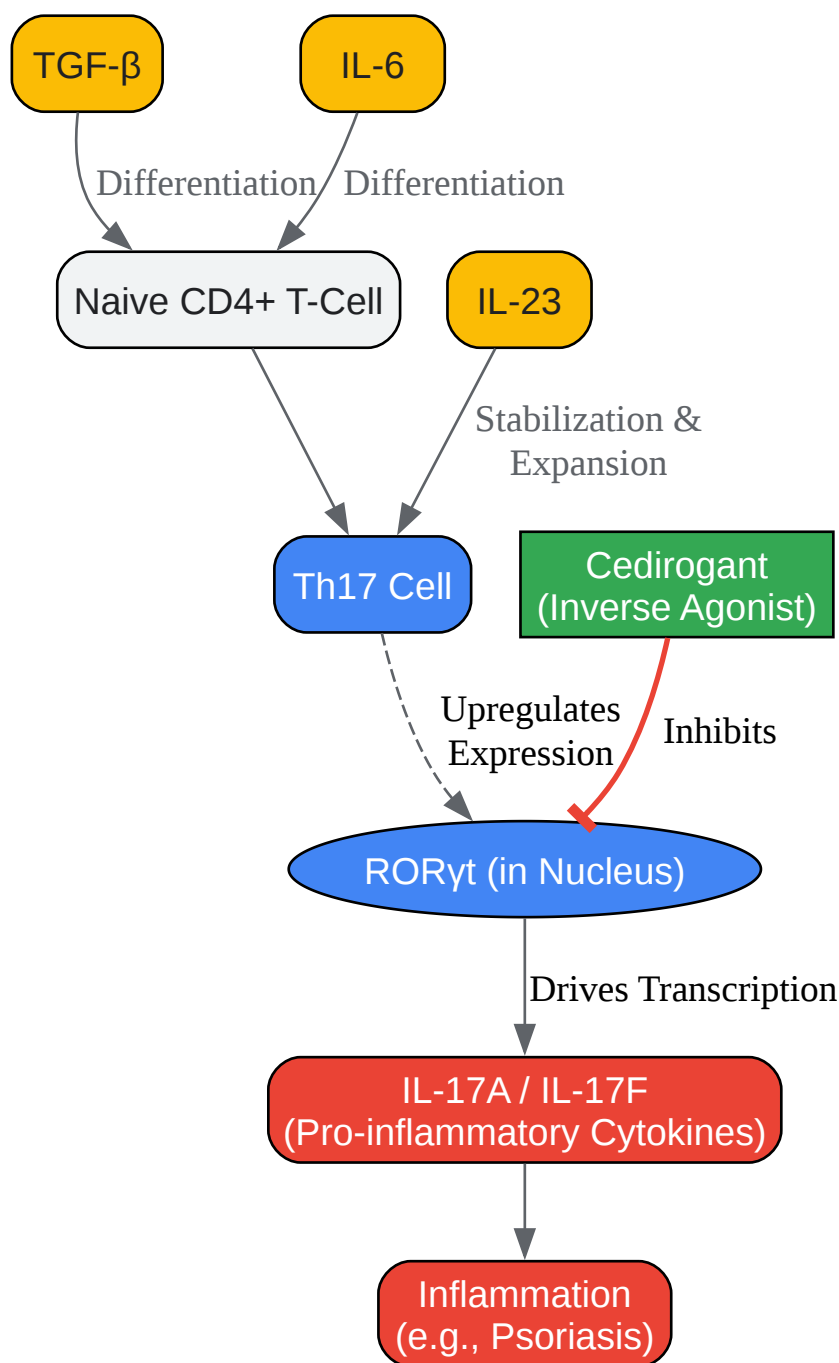 TGF-β
IL-6
Differentiation
Differentiation
Naive CD4+ T-Cell
IL-23
Stabilization &
Expansion
Th17 Cell
Cedirogant
(Inverse Agonist)
Upregulates
Expression
Inhibits
RORγt (in Nucleus)
Drives Transcription
IL-17A / IL-17F
(Pro-inflammatory Cytokines)
Inflammation
(e.g., Psoriasis)